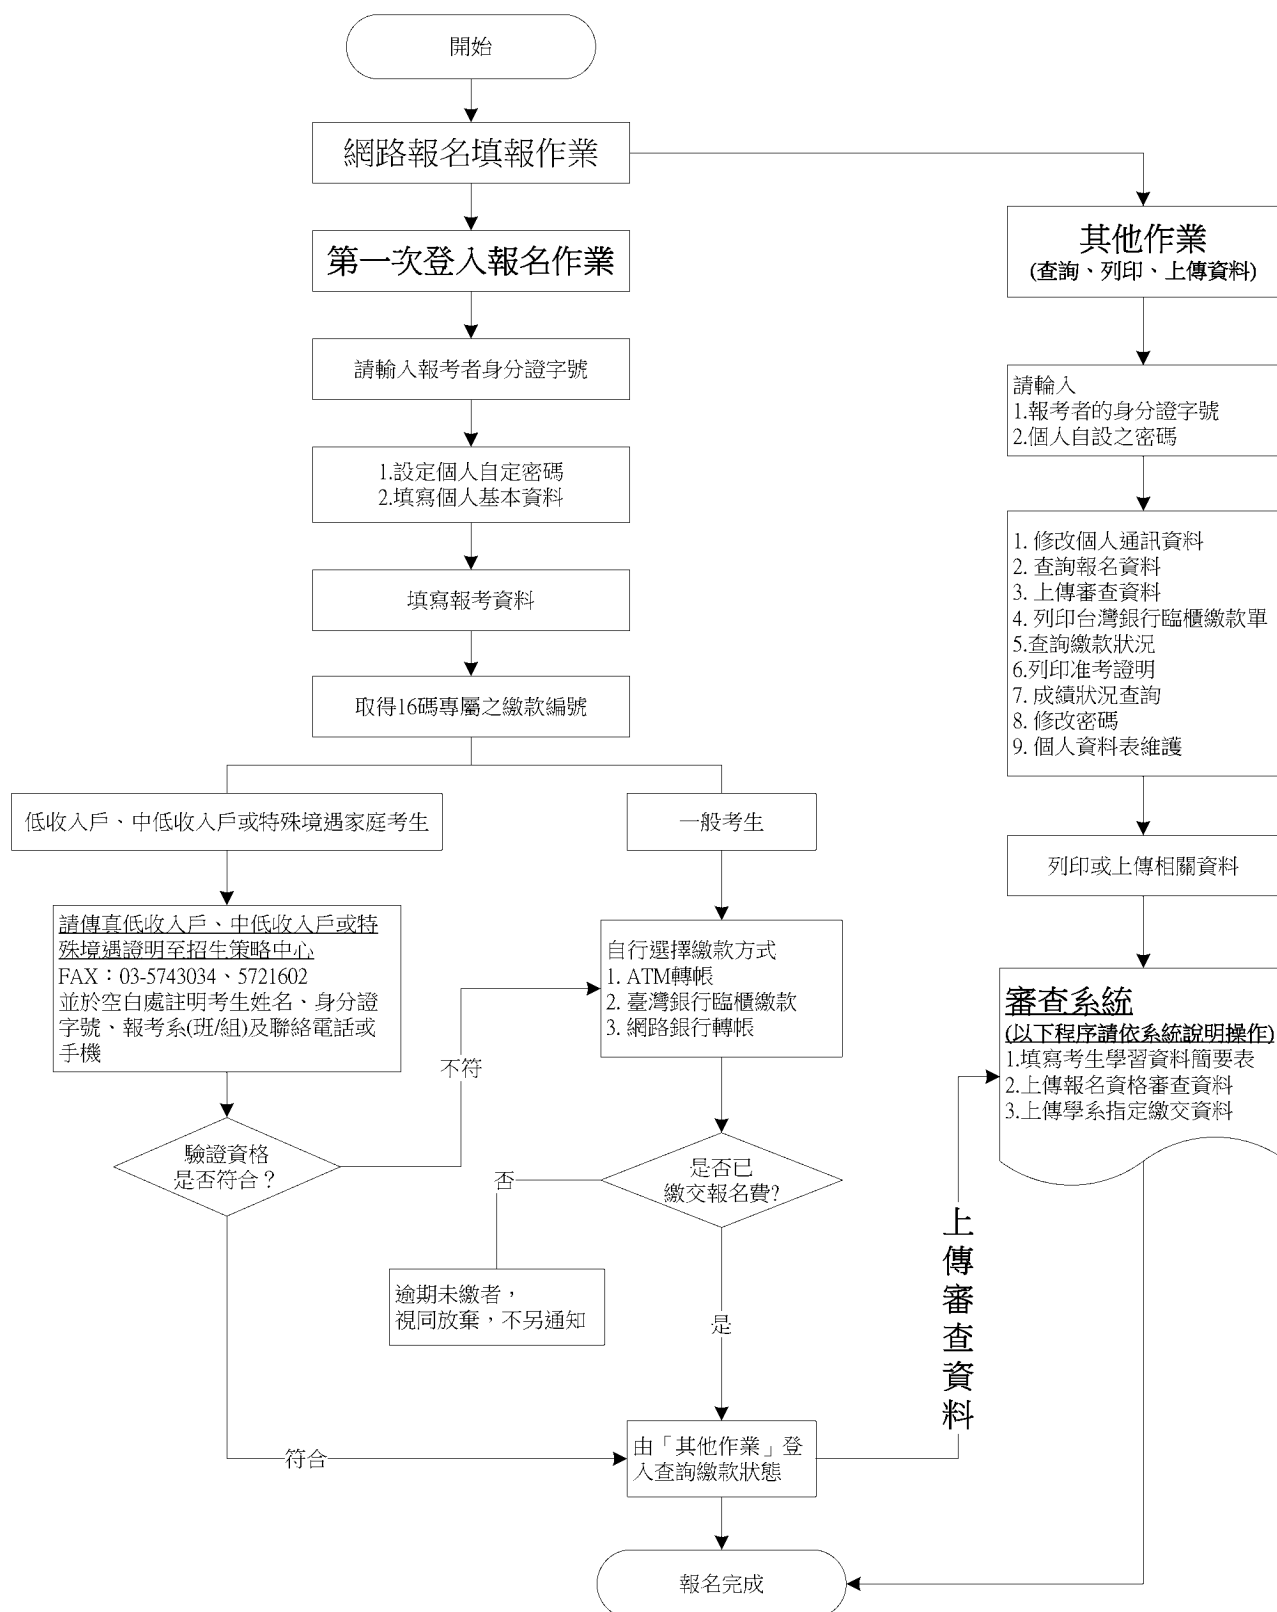 開始
網路報名填報作業
第一次登入報名作業
請輸入報考者身分證字號
1.設定個人自定密碼
2.填寫個人基本資料
填寫報考資料
取得16碼專屬之繳款編號
低收入戶、中低收入戶或特殊境遇家庭考生
請傳真低收入戶、中低收入戶或特
殊境遇證明至招生策略中心
FAX：03-5743034、5721602
並於空白處註明考生姓名、身分證
字號、報考系(班/組)及聯絡電話或
手機
驗證資格
是否符合？
不符
符合
一般考生
自行選擇繳款方式
1. ATM轉帳
2. 臺灣銀行臨櫃繳款
3. 網路銀行轉帳
是否已
繳交報名費?
否
逾期未繳者，
視同放棄，不另通知
是
由「其他作業」登
入查詢繳款狀態
報名完成
其他作業
(查詢、列印、上傳資料)
請輸入
1.報考者的身分證字號
2.個人自設之密碼
1. 修改個人通訊資料
2. 查詢報名資料
3. 上傳審查資料
4. 列印台灣銀行臨櫃繳款單
5.查詢繳款狀況
6.列印准考證明
7. 成績狀況查詢
8. 修改密碼
9. 個人資料表維護
列印或上傳相關資料
審查系統
(以下程序請依系統說明操作)
1.填寫考生學習資料簡要表
2.上傳報名資格審查資料
3.上傳學系指定繳交資料
上傳審查資料